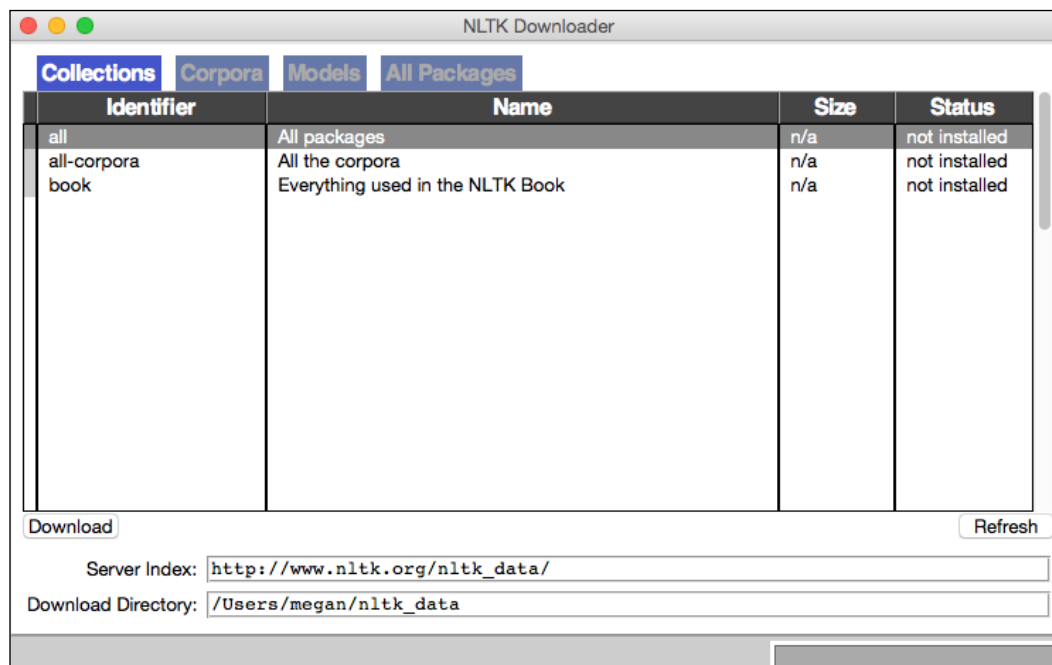 NLTK Downloader
Collections Corpora Models All Packages
Identifier Name Size Status
all All packages n/a not installed
all-corpora All the corpora n/a not installed
book Everything used in the NLTK Book n/a not installed
Download Refresh
Server Index: http://www.nltk.org/nltk_data/
Download Directory: /Users/megan/nltk_data